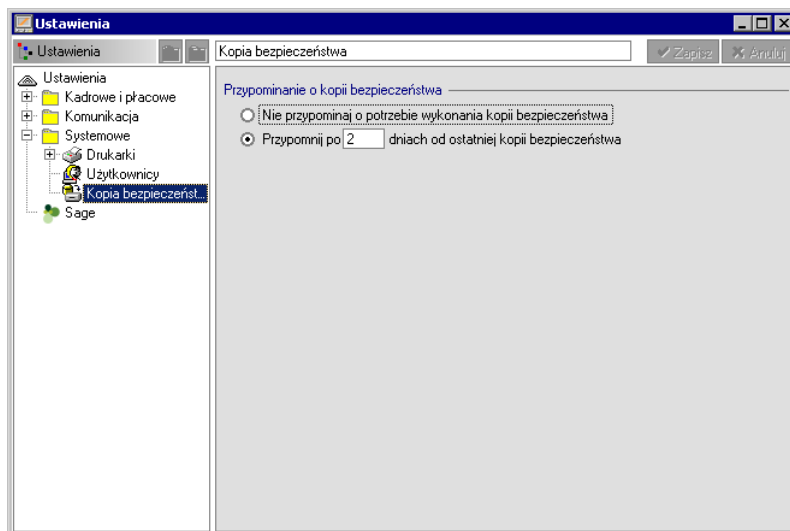 Ustawienia
Ustawienia
Kopia bezpieczeństwa
Zapisz
Anuluj
Ustawienia
Kadrowe i płacowe
Komunikacja
Systemowe
Drukarki
Użytkownicy
Kopia bezpieczeńst...
Sage
Przypominanie o kopii bezpieczeństwa
Nie przypominaj o potrzebie wykonania kopii bezpieczeństwa
Przypomnij po 2 dniach od ostatniej kopii bezpieczeństwa